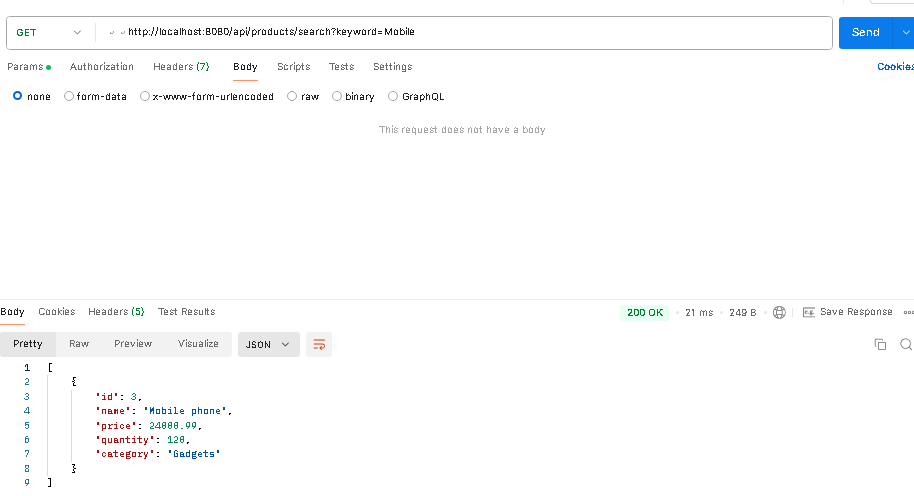 GET http://localhost:8080/api/products/search?keyword=Mobile Send
Params Authorization Headers (7) Body Scripts Tests Settings Cookies
none form-data x-www-form-urlencoded raw binary GraphQL
This request does not have a body
Body Cookies Headers (5) Test Results 200 OK 21 ms 249 B Save Response
Pretty Raw Preview Visualize JSON
1 [
2 {
3 "id": 3,
4 "name": "Mobile phone",
5 "price": 24000.99,
6 "quantity": 120,
7 "category": "Gadgets"
8 }
9 ]